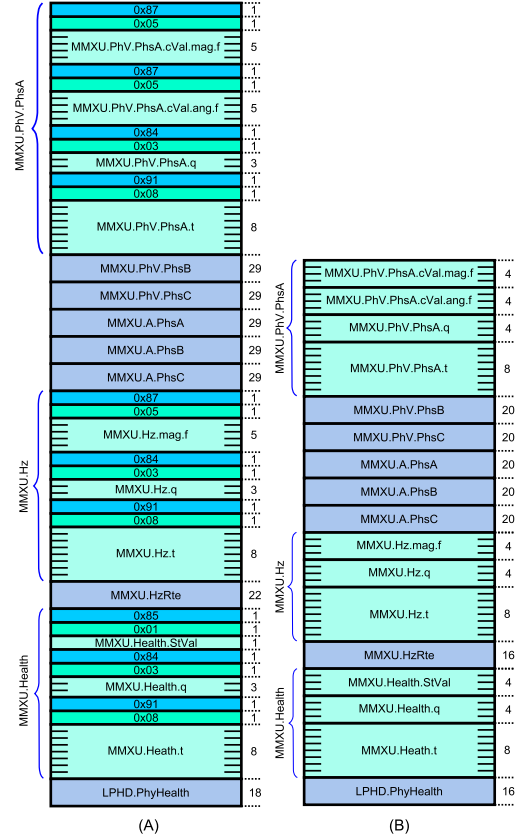 MMXU.PhV.PhsA
0x87 1
0x05 1
MMXU.PhV.PhsA.cVal.mag.f 5
0x87 1
0x05 1
MMXU.PhV.PhsA.cVal.ang.f 5
0x84 1
0x03 1
MMXU.PhV.PhsA.q 3
0x91 1
0x08 1
MMXU.PhV.PhsA.t 8
MMXU.PhV.PhsB 29
MMXU.PhV.PhsC 29
MMXU.A.PhsA 29
MMXU.A.PhsB 29
MMXU.A.PhsC 29
MMXU.Hz
0x87 1
0x05 1
MMXU.Hz.mag.f 5
0x84 1
0x03 1
MMXU.Hz.q 3
0x91 1
0x08 1
MMXU.Hz.t 8
MMXU.HzRte 22
MMXU.Health
0x85 1
0x01 1
MMXU.Health.StVal 1
0x84 1
0x03 1
MMXU.Health.q 3
0x91 1
0x08 1
MMXU.Heath.t 8
LPHD.PhyHealth 18
(A)
MMXU.PhV.PhsA
MMXU.PhV.PhsA.cVal.mag.f 4
MMXU.PhV.PhsA.cVal.ang.f 4
MMXU.PhV.PhsA.q 4
MMXU.PhV.PhsA.t 8
MMXU.PhV.PhsB 20
MMXU.PhV.PhsC 20
MMXU.A.PhsA 20
MMXU.A.PhsB 20
MMXU.A.PhsC 20
MMXU.Hz
MMXU.Hz.mag.f 4
MMXU.Hz.q 4
MMXU.Hz.t 8
MMXU.HzRte 16
MMXU.Health
MMXU.Health.StVal 4
MMXU.Health.q 4
MMXU.Heath.t 8
LPHD.PhyHealth 16
(B)